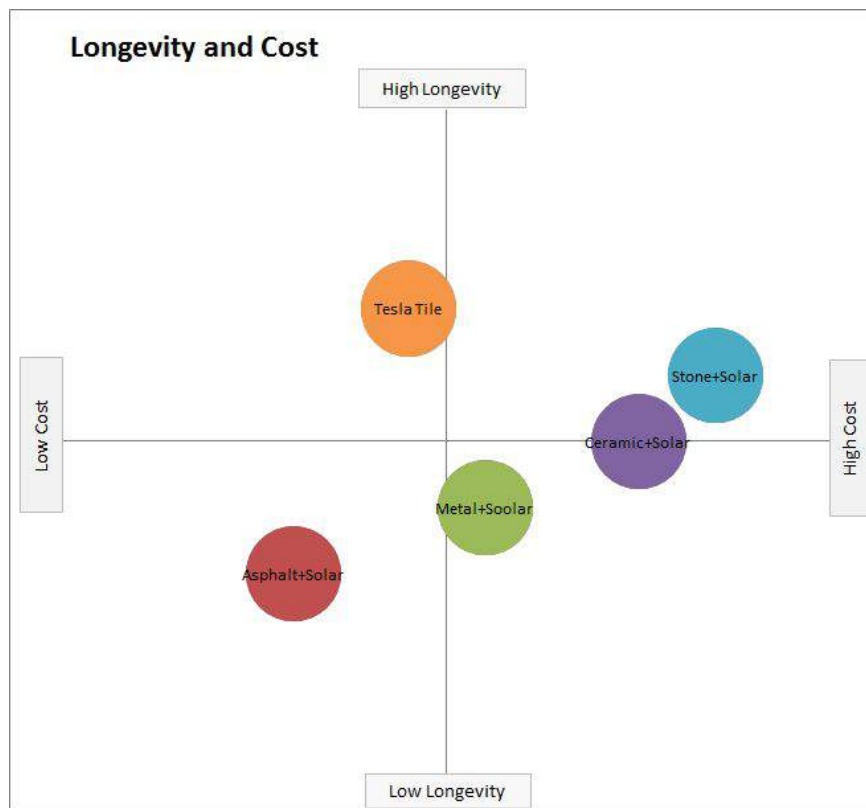 Longevity and Cost
High Longevity
Tesla Tile
Stone+Solar
Low Cost
Ceramic+Solar
High Cost
Metal+Soolar
Asphalt+Solar
Low Longevity